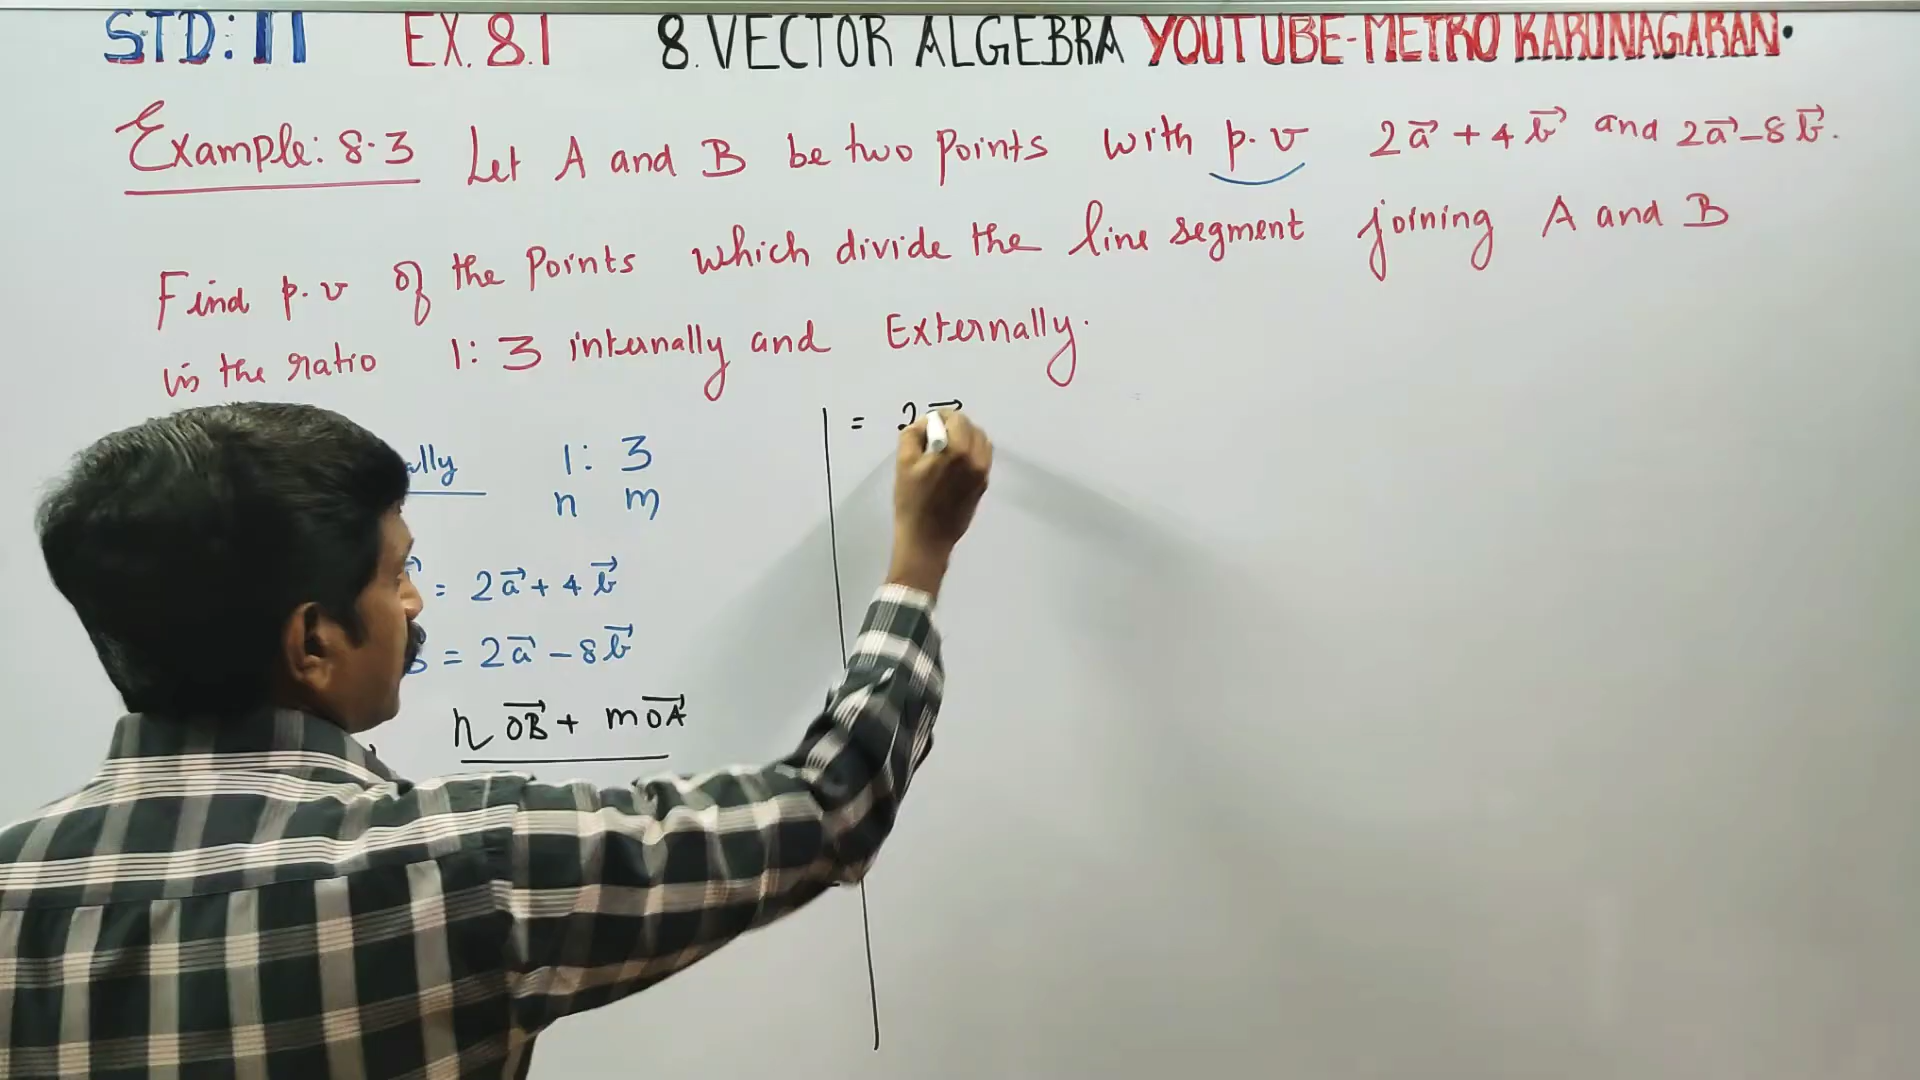 STD: 11 EX. 8.1 8. VECTOR ALGEBRA YOUTUBE-METRO KARUNAGARAN.
Example: 8.3 Let A and B be two points with p.v 2a⃗ + 4b⃗ and 2a⃗ - 8b⃗.
Find p.v of the points which divide the line segment joining A and B
in the ratio 1:3 internally and Externally.
1: 3
n m
= 2a⃗ + 4b⃗
= 2a⃗ - 8b⃗
n OB⃗ + m OA⃗
= 2